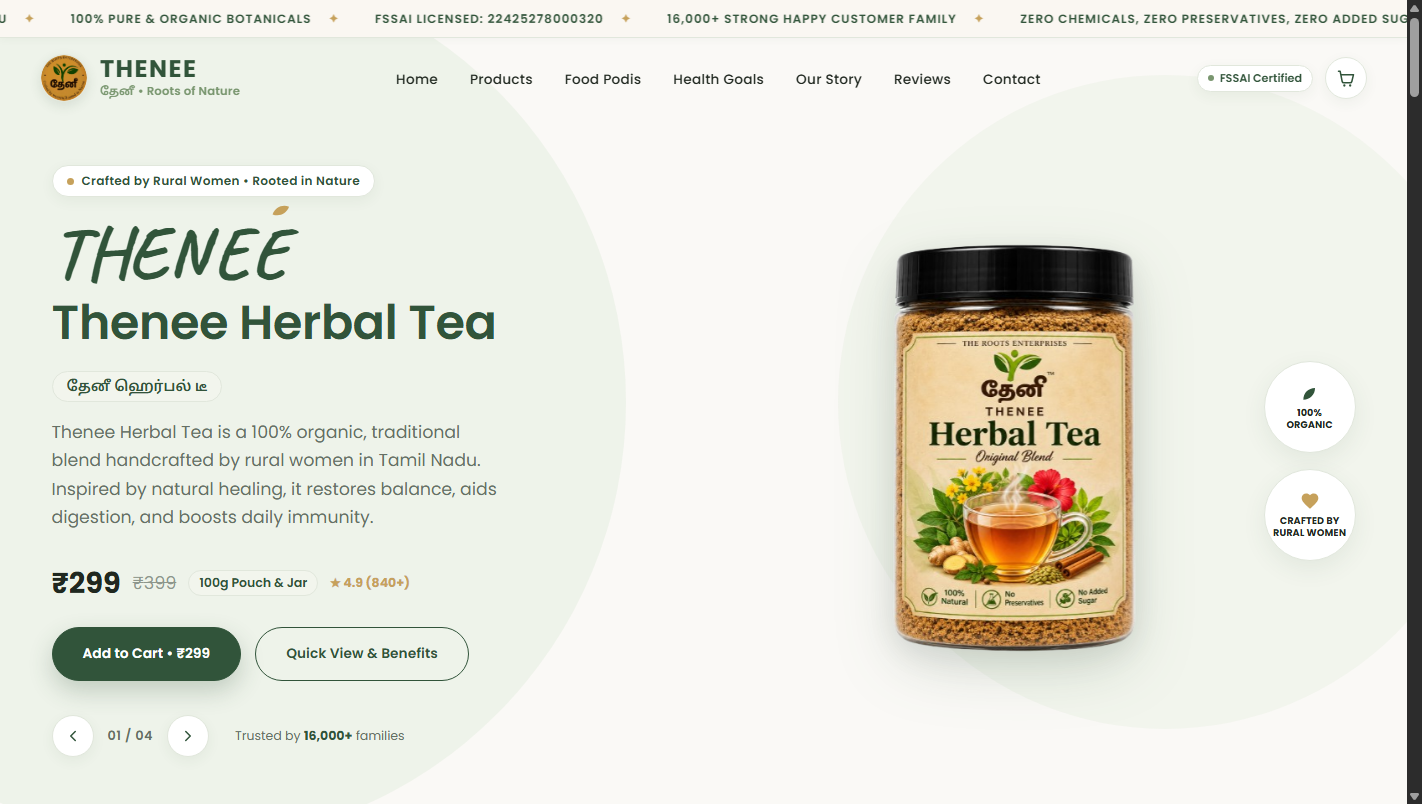 100% PURE & ORGANIC BOTANICALS ✦ FSSAI LICENSED: 22425278000320 ✦ 16,000+ STRONG HAPPY CUSTOMER FAMILY ✦ ZERO CHEMICALS, ZERO PRESERVATIVES, ZERO ADDED
தேனீ
THENEE
தேனீ • Roots of Nature
Home Products Food Podis Health Goals Our Story Reviews Contact
FSSAI Certified
Crafted by Rural Women • Rooted in Nature
THENEE
Thenee Herbal Tea
தேனீ ஹெர்பல் டீ
Thenee Herbal Tea is a 100% organic, traditional
blend handcrafted by rural women in Tamil Nadu.
Inspired by natural healing, it restores balance, aids
digestion, and boosts daily immunity.
₹299 ₹399 100g Pouch & Jar ★ 4.9 (840+)
Add to Cart • ₹299 Quick View & Benefits
01 / 04 Trusted by 16,000+ families
THE ROOTS ENTERPRISES
தேனீ™
THENEE
Herbal Tea
Original Blend
100%
Natural
No
Preservatives
No Added
Sugar
100%
ORGANIC
CRAFTED BY
RURAL WOMEN